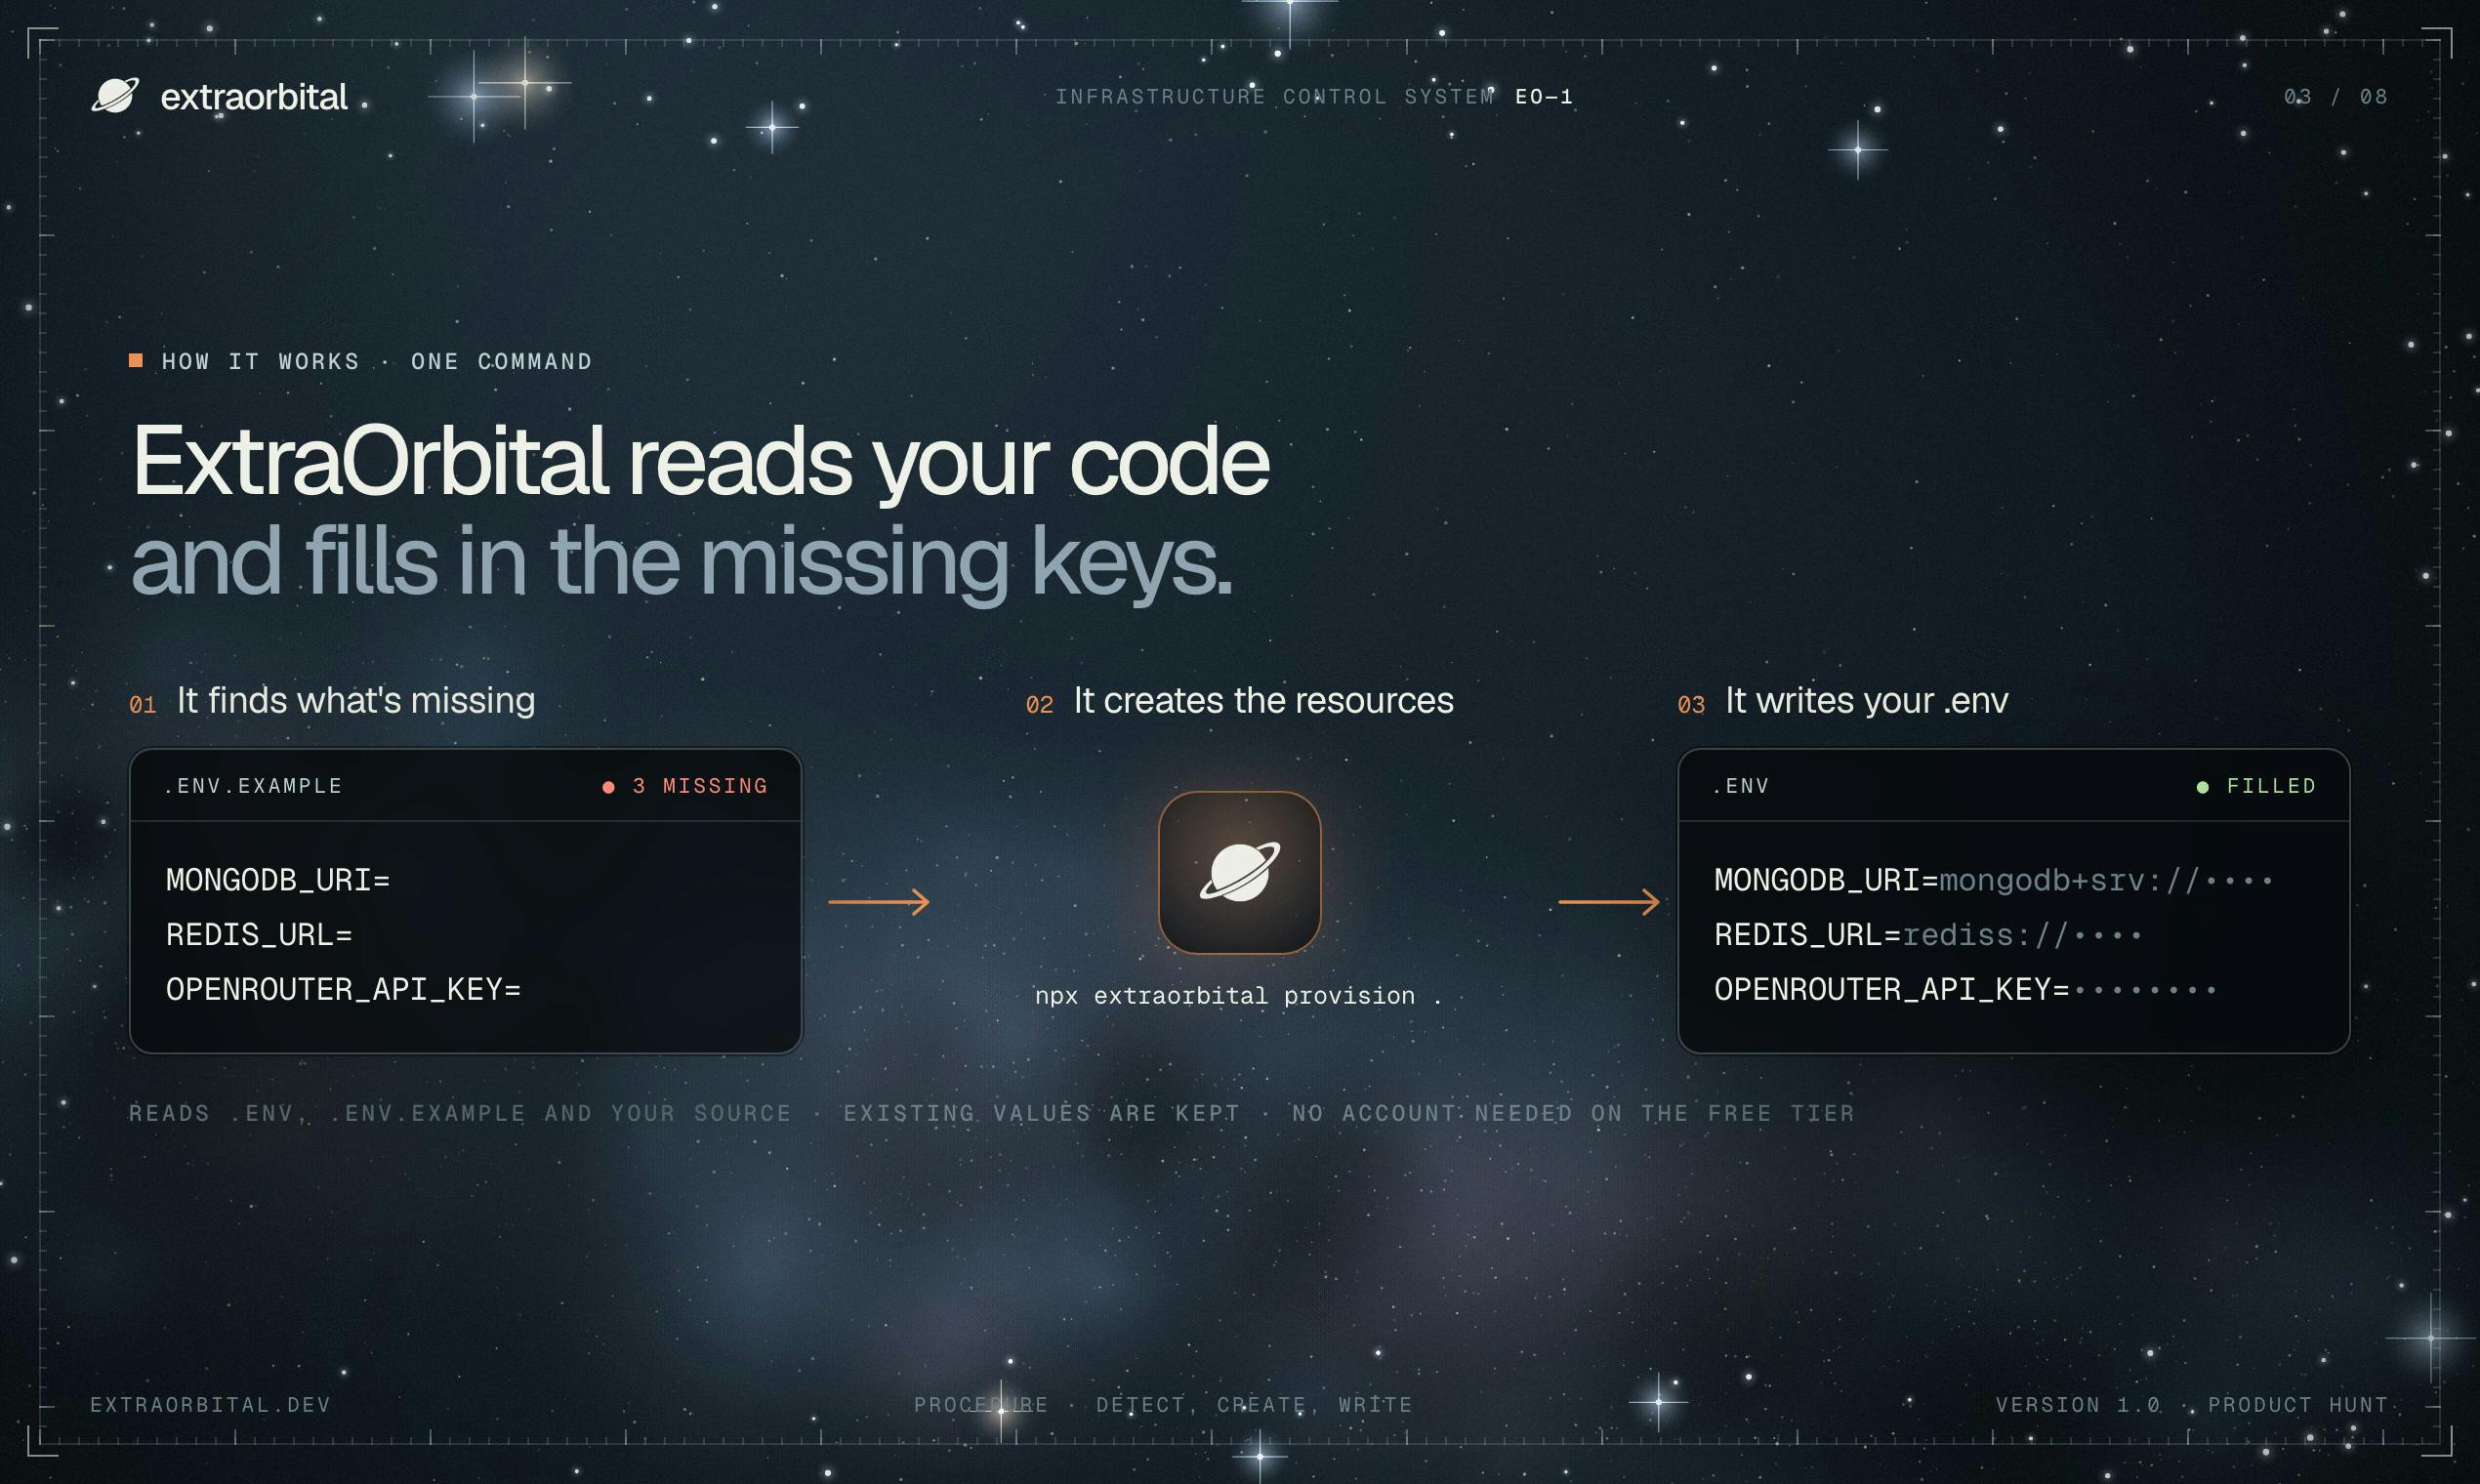 extraorbital
INFRASTRUCTURE CONTROL SYSTEM EO–1
03 / 08
HOW IT WORKS · ONE COMMAND
ExtraOrbital reads your code
and fills in the missing keys.
01 It finds what's missing
.ENV.EXAMPLE ● 3 MISSING
MONGODB_URI=
REDIS_URL=
OPENROUTER_API_KEY=
02 It creates the resources
npx extraorbital provision .
03 It writes your .env
.ENV ● FILLED
MONGODB_URI=mongodb+srv://••••
REDIS_URL=rediss://••••
OPENROUTER_API_KEY=••••••••
READS .ENV, .ENV.EXAMPLE AND YOUR SOURCE · EXISTING VALUES ARE KEPT · NO ACCOUNT NEEDED ON THE FREE TIER
EXTRAORBITAL.DEV
PROCEDURE · DETECT, CREATE, WRITE
VERSION 1.0 · PRODUCT HUNT